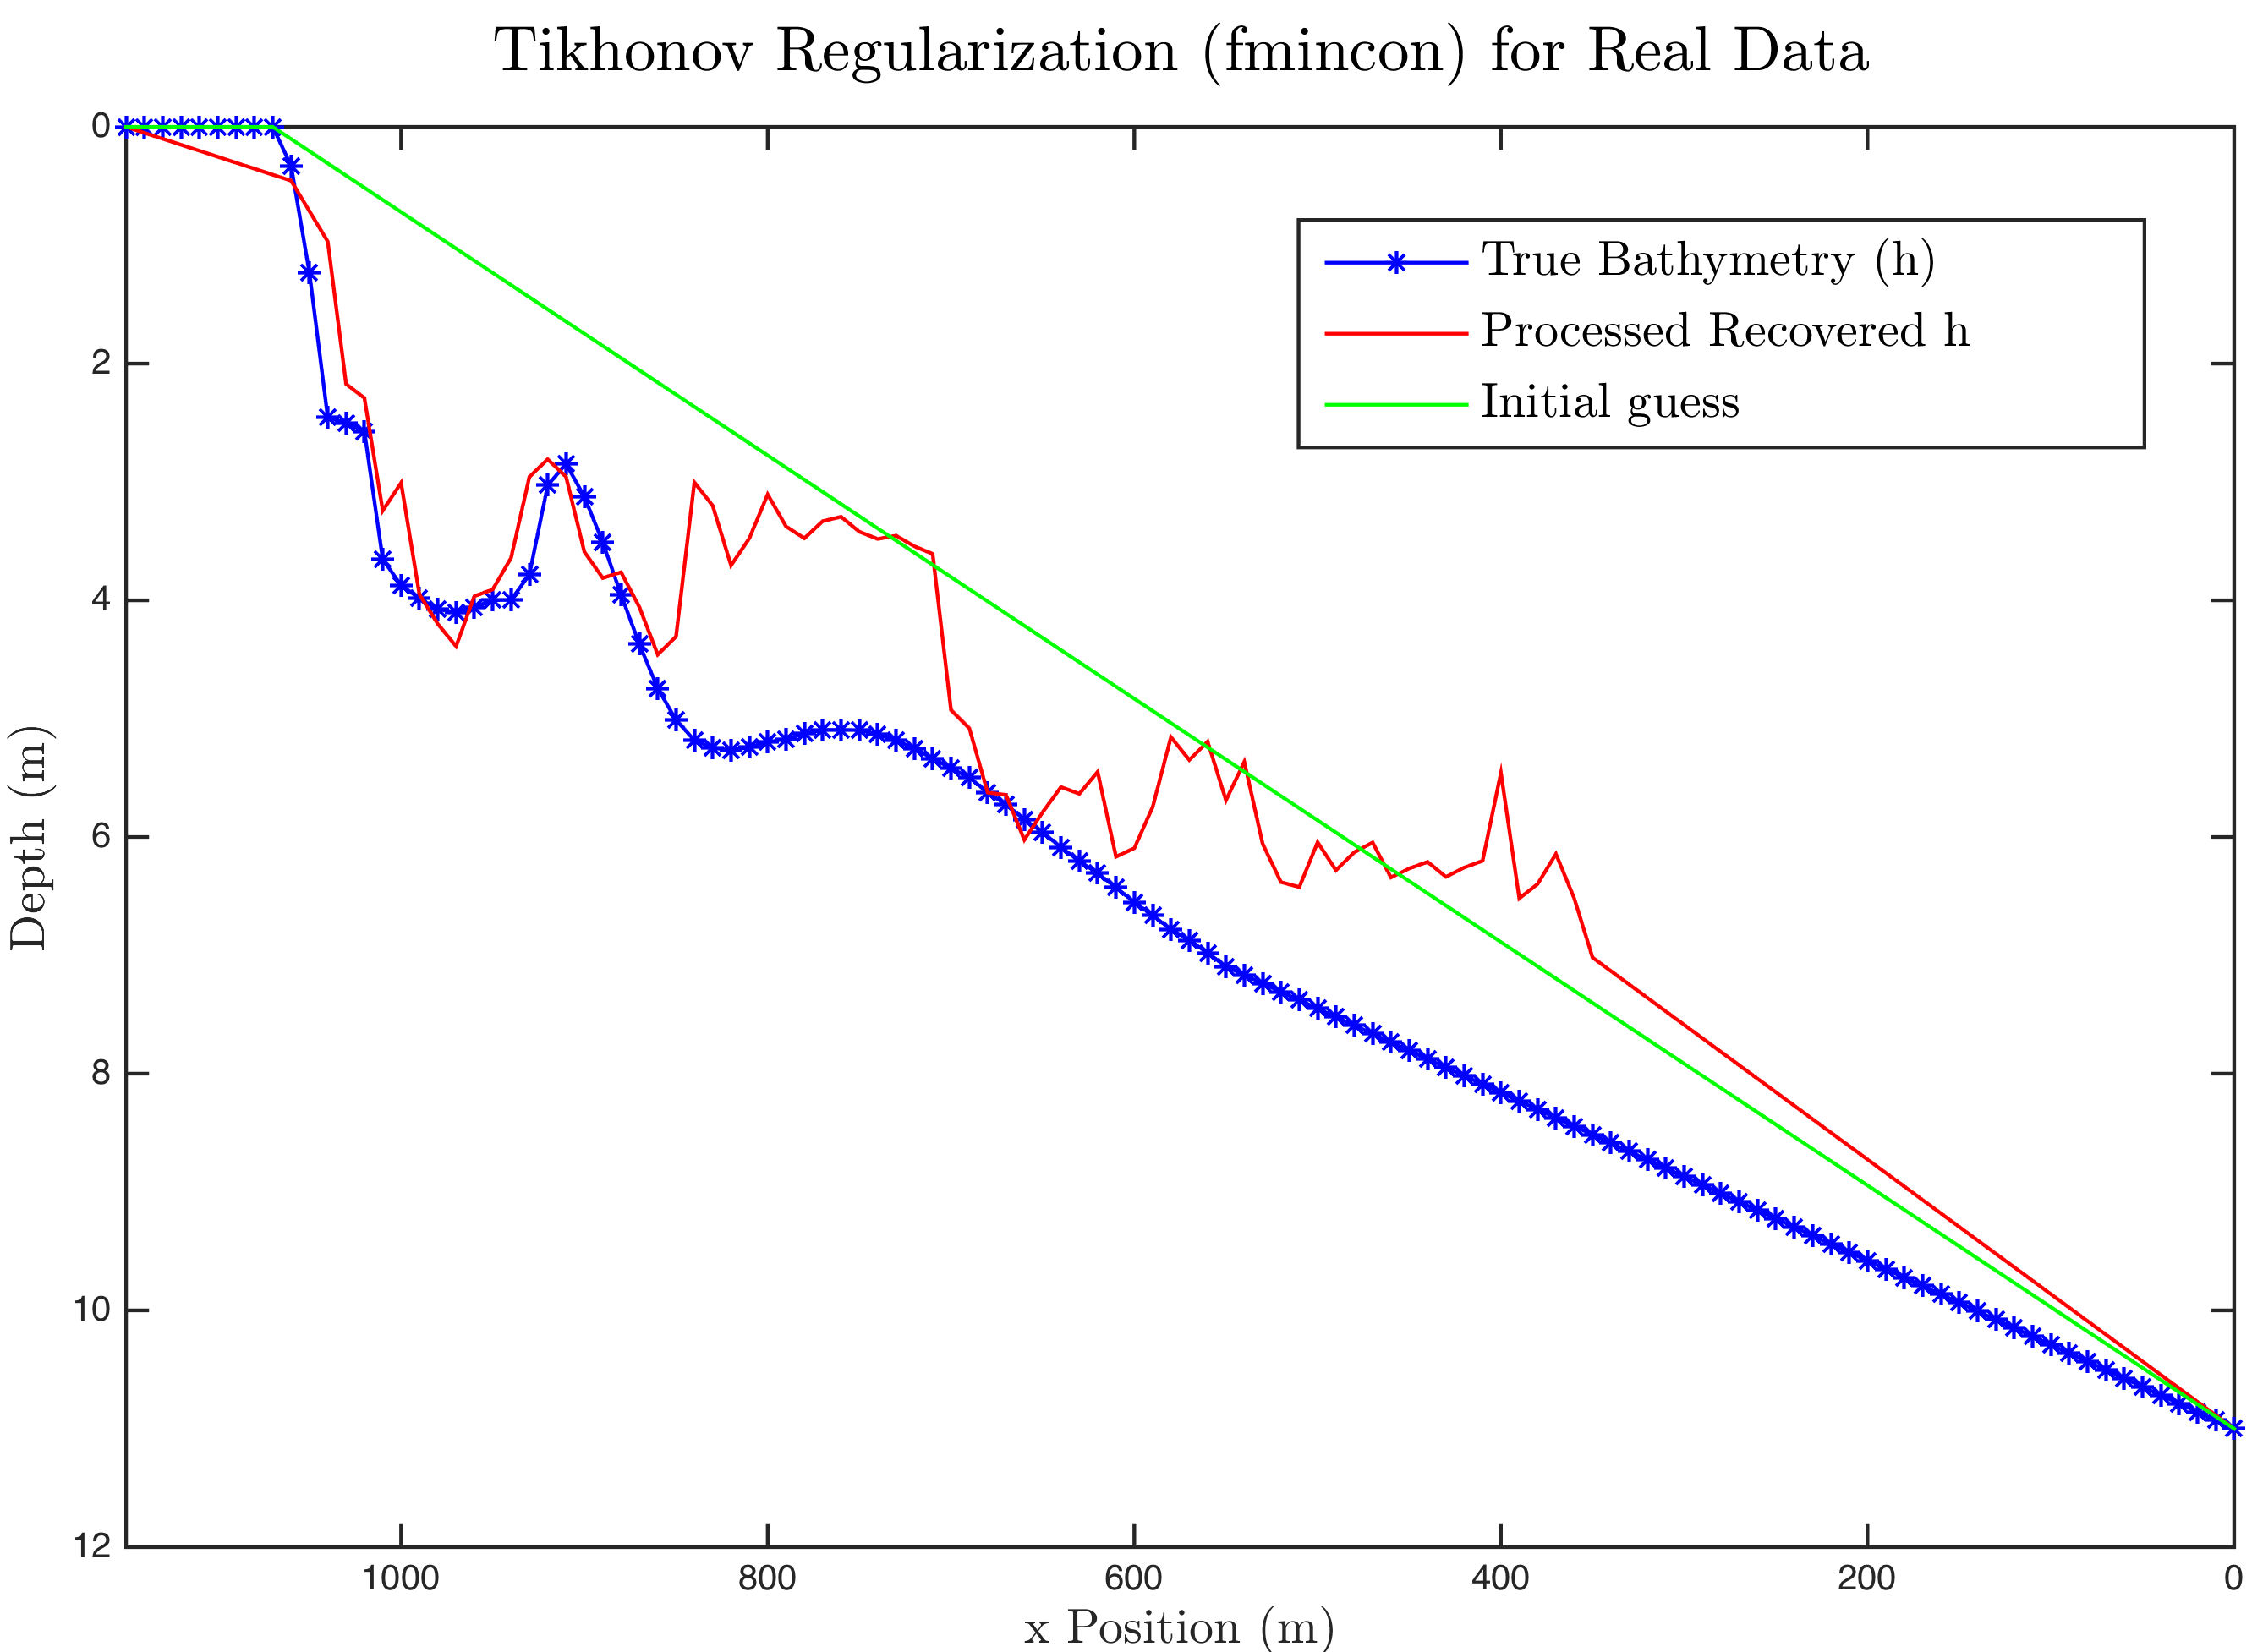 Tikhonov Regularization (fmincon) for Real Data
0
2
4
6
8
10
12
Depth (m)
True Bathymetry (h)
Processed Recovered h
Initial guess
1000 800 600 400 200 0
x Position (m)